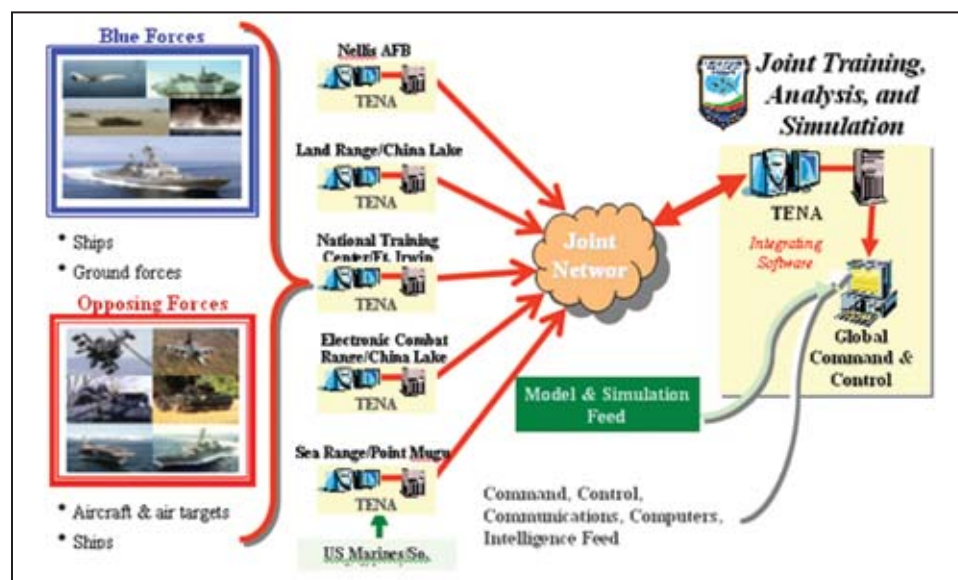 Blue Forces
• Ships
• Ground forces
Opposing Forces
• Aircraft & air targets
• Ships
Nellis AFB
TENA
Land Range/China Lake
TENA
National Training
Center/Ft. Irwin
TENA
Electronic Combat
Range/China Lake
TENA
Sea Range/Point Mugu
TENA
US Marines/So.
Joint
Networ
Joint Training,
Analysis, and
Simulation
TENA
Integrating
Software
Global
Command &
Control
Model & Simulation
Feed
Command, Control,
Communications, Computers,
Intelligence Feed